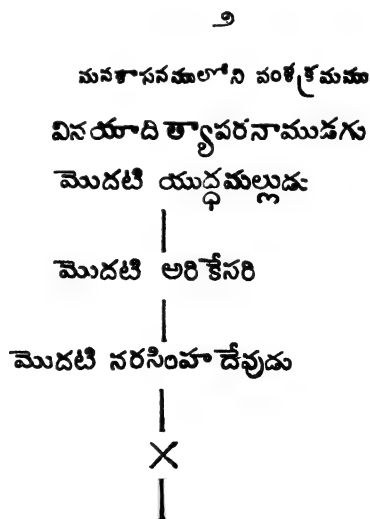 ౨
మనశాసనములోని వంశక్రమము
వినయాదిత్యాపరనాముడగు
మొదటి యుద్ధమల్లుడు
మొదటి అరికేసరి
మొదటి నరసింహదేవుడు
×